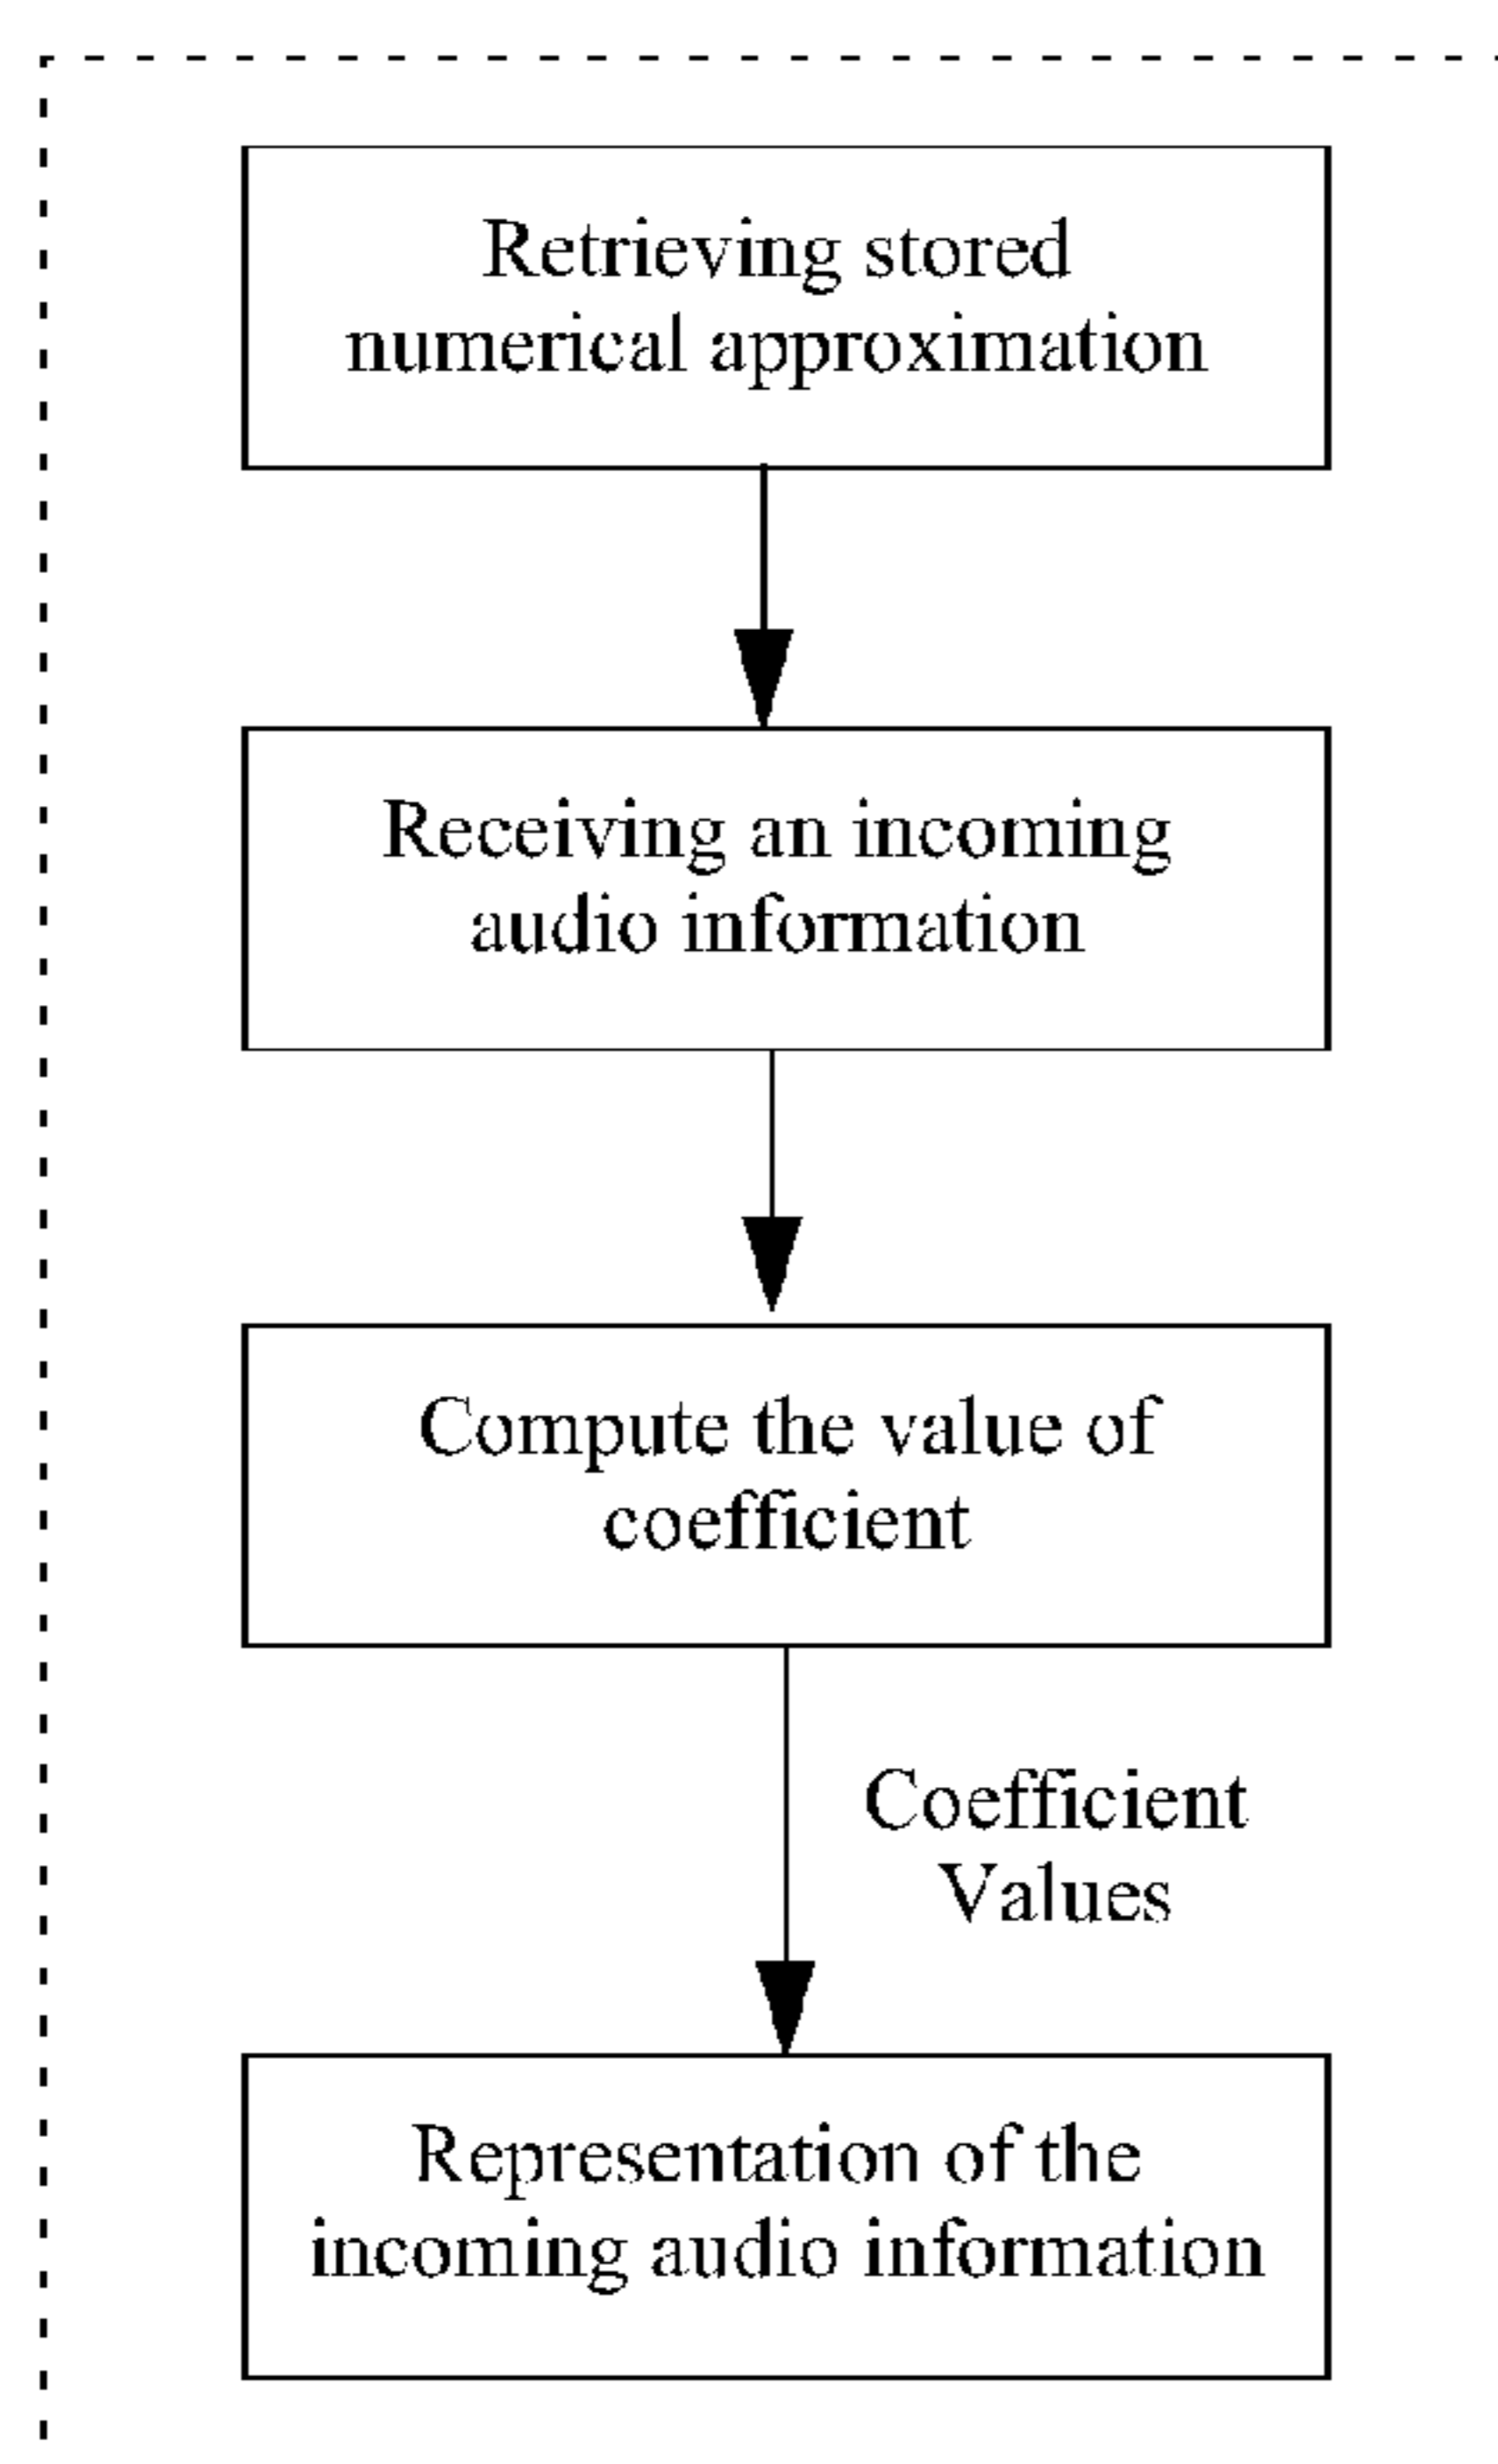 Retrieving stored
numerical approximation
Receiving an incoming
audio information
Compute the value of
coefficient
Coefficient
Values
Representation of the
incoming audio information